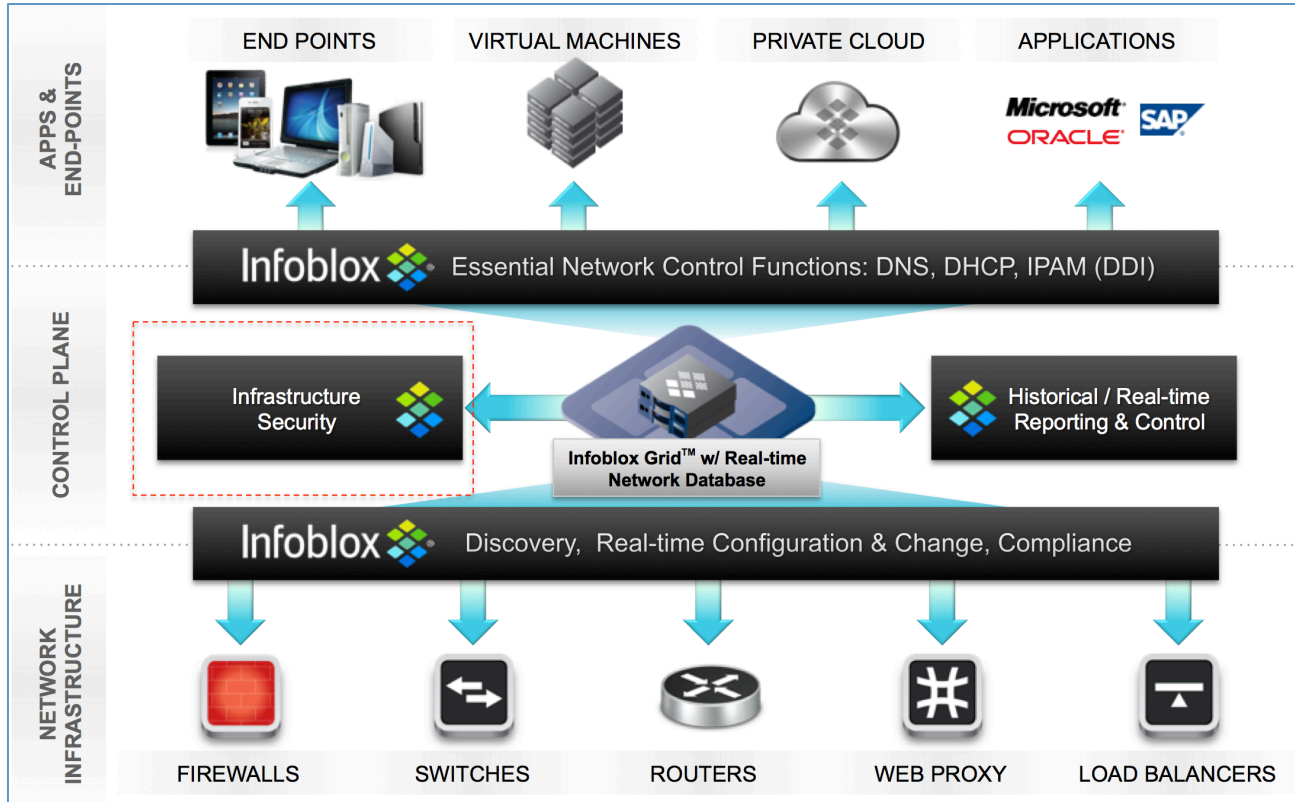 END POINTS
VIRTUAL MACHINES
PRIVATE CLOUD
APPLICATIONS
APPS &
END-POINTS
Microsoft®
ORACLE®
SAP
Infoblox® Essential Network Control Functions: DNS, DHCP, IPAM (DDI)
CONTROL PLANE
Infrastructure
Security
Historical / Real-time
Reporting & Control
Infoblox Grid™ w/ Real-time
Network Database
Infoblox® Discovery, Real-time Configuration & Change, Compliance
NETWORK
INFRASTRUCTURE
FIREWALLS
SWITCHES
ROUTERS
WEB PROXY
LOAD BALANCERS